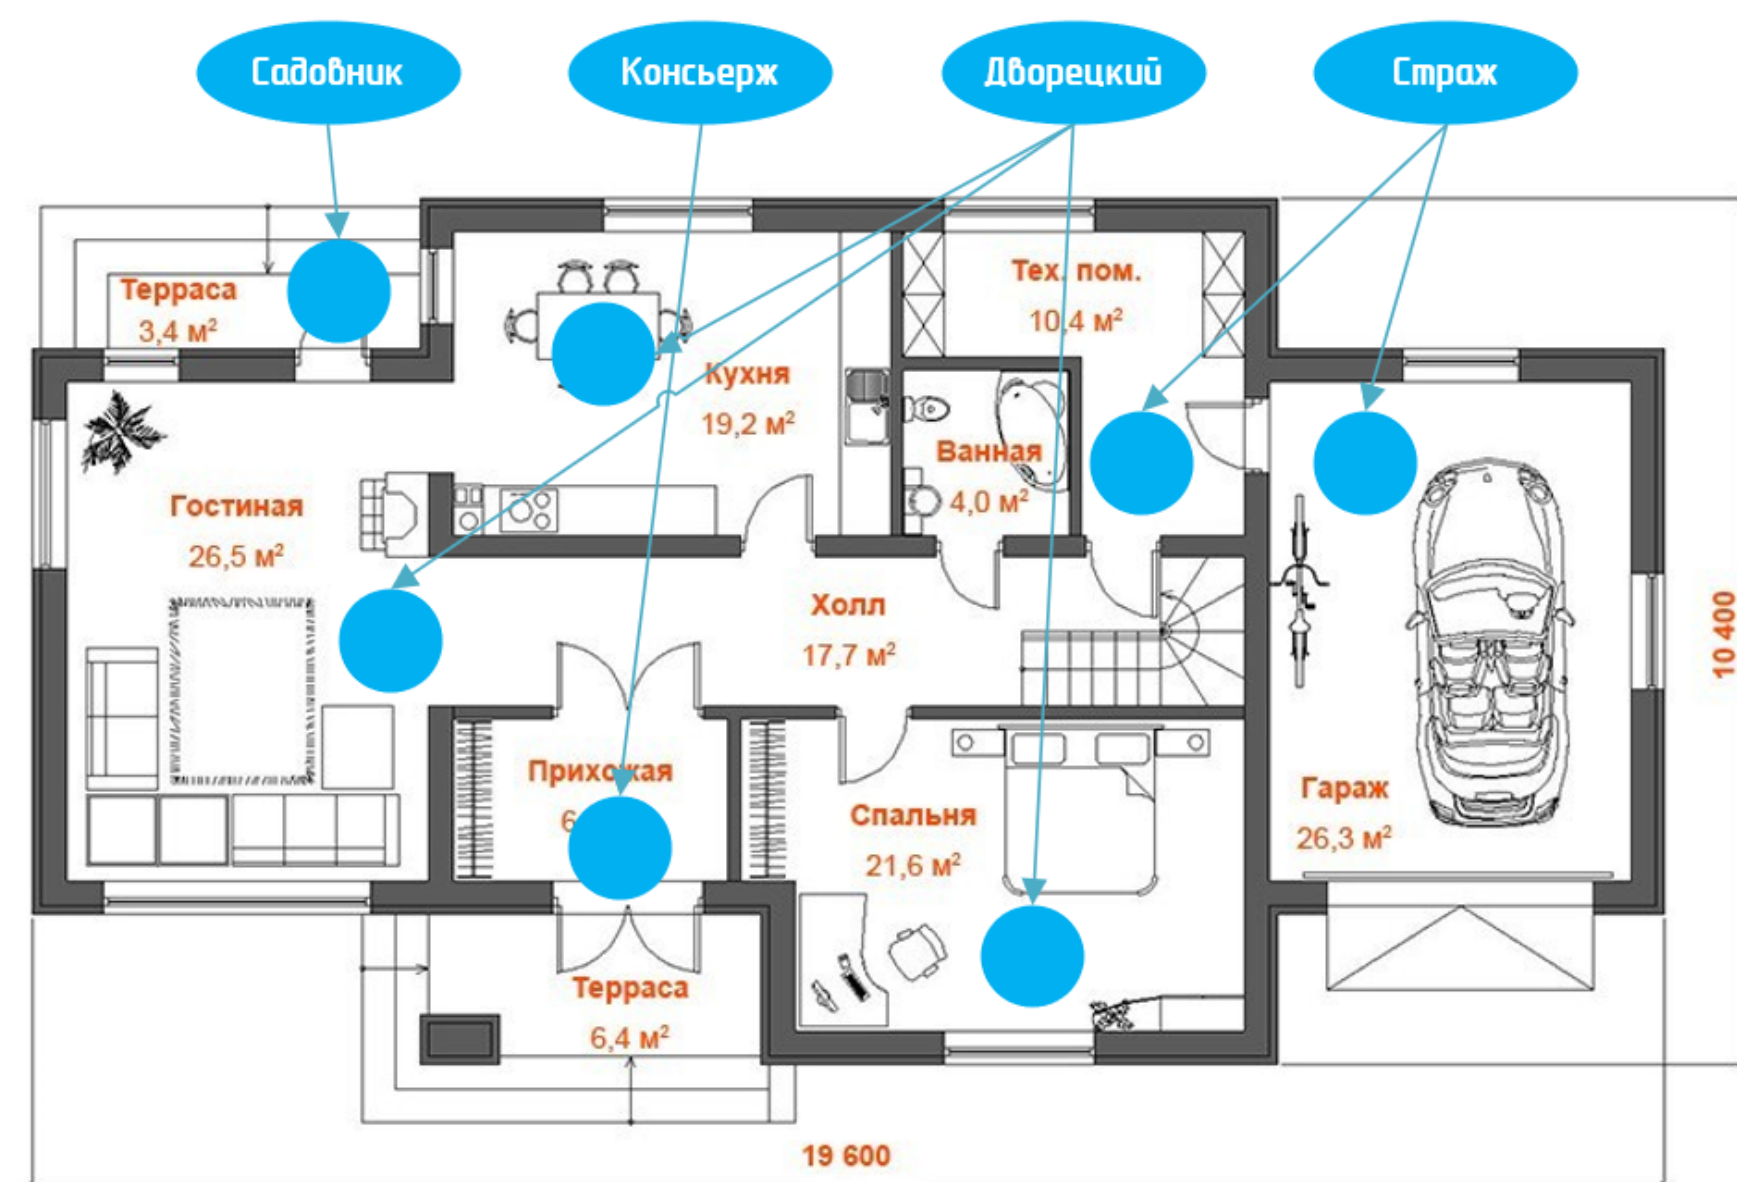 Садовник
Консьерж
Дворецкий
Страж
Терраса
3,4 м²
Тех. пом.
10,4 м²
Кухня
19,2 м²
Ванная
4,0 м²
Гостиная
26,5 м²
Холл
17,7 м²
10 400
Прихожая
6
Спальня
21,6 м²
Гараж
26,3 м²
Терраса
6,4 м²
19 600